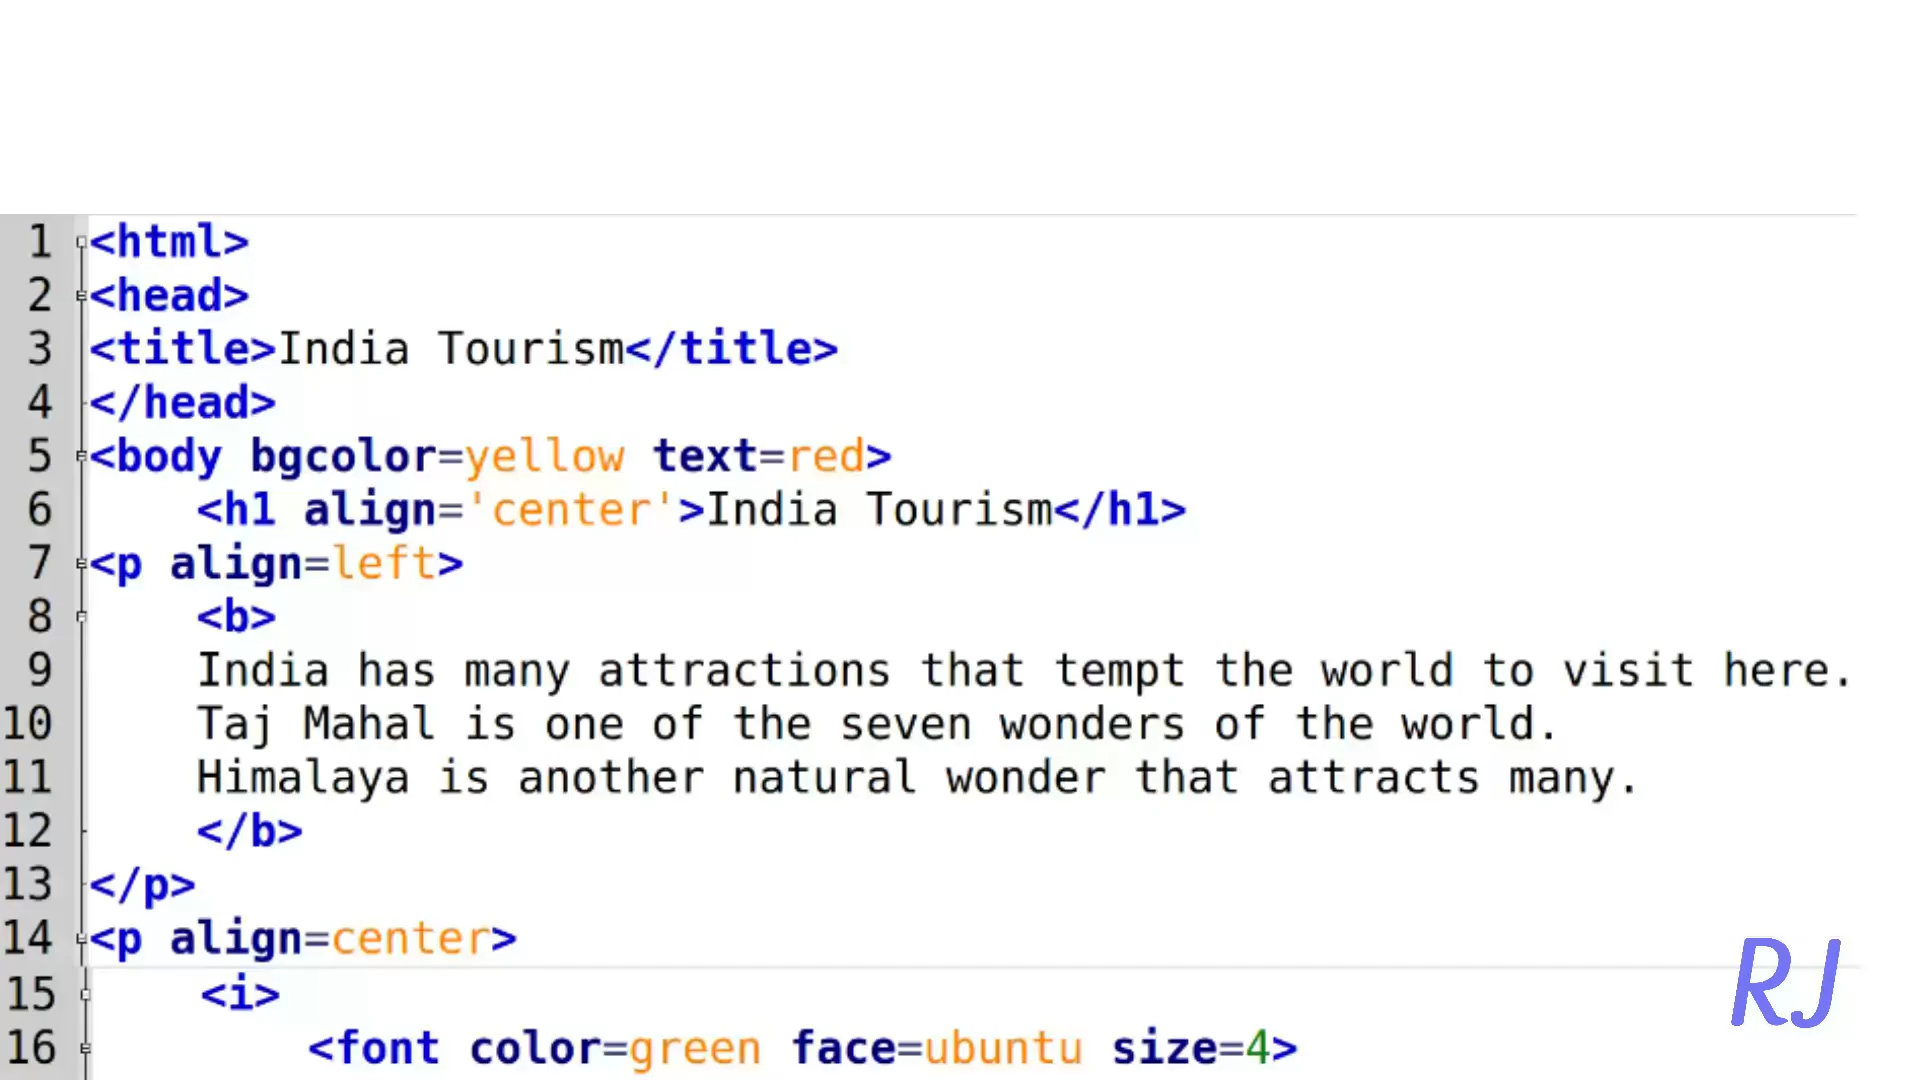 1 <html>
2 <head>
3 <title>India Tourism</title>
4 </head>
5 <body bgcolor=yellow text=red>
6 <h1 align='center'>India Tourism</h1>
7 <p align=left>
8 <b>
9 India has many attractions that tempt the world to visit here.
10 Taj Mahal is one of the seven wonders of the world.
11 Himalaya is another natural wonder that attracts many.
12 </b>
13 </p>
14 <p align=center>
15 <i>
16 <font color=green face=ubuntu size=4>
RJ